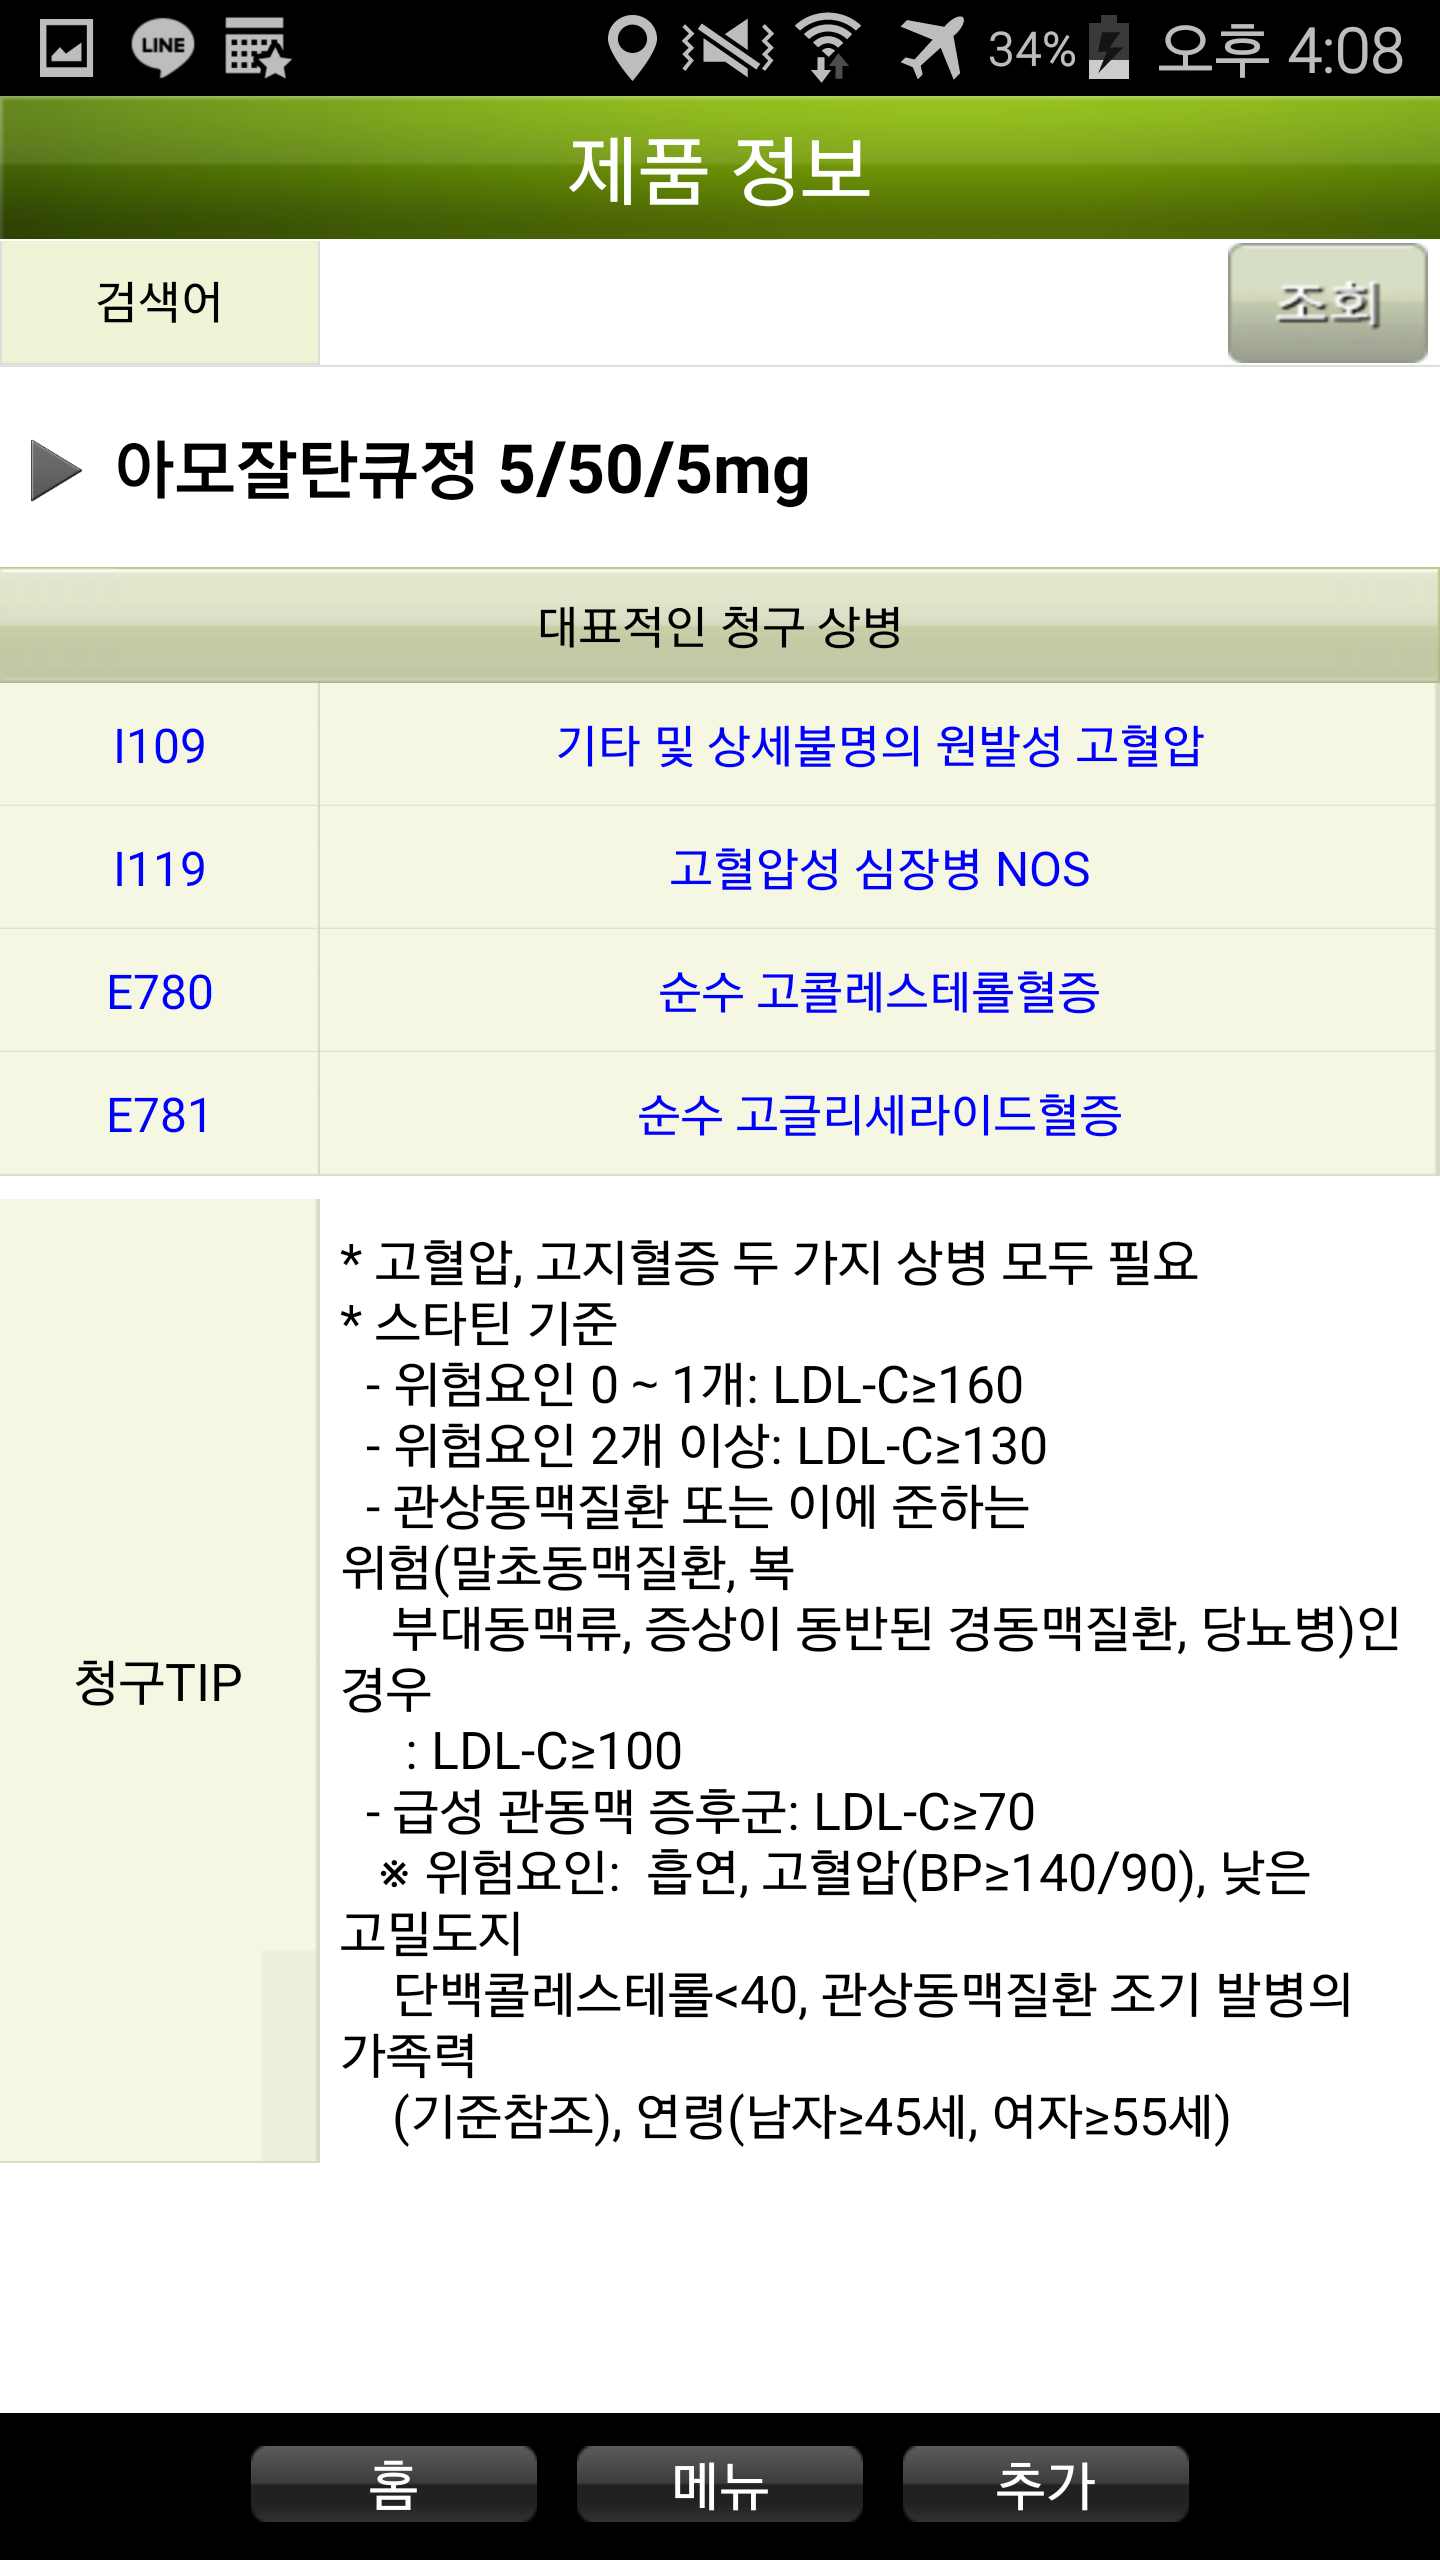 LINE
34%
오후 4:08
제품 정보
검색어
조회
아모잘탄큐정 5/50/5mg
대표적인 청구 상병
I109 기타 및 상세불명의 원발성 고혈압
I119 고혈압성 심장병 NOS
E780 순수 고콜레스테롤혈증
E781 순수 고글리세라이드혈증
청구TIP
* 고혈압, 고지혈증 두 가지 상병 모두 필요
* 스타틴 기준
- 위험요인 0 ~ 1개: LDL-C≥160
- 위험요인 2개 이상: LDL-C≥130
- 관상동맥질환 또는 이에 준하는
위험(말초동맥질환, 복
부대동맥류, 증상이 동반된 경동맥질환, 당뇨병)인
경우
: LDL-C≥100
- 급성 관동맥 증후군: LDL-C≥70
※ 위험요인:  흡연, 고혈압(BP≥140/90), 낮은
고밀도지
단백콜레스테롤<40, 관상동맥질환 조기 발병의
가족력
(기준참조), 연령(남자≥45세, 여자≥55세)
홈
메뉴
추가